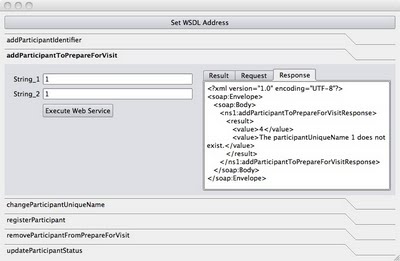 Set WSDL Address
addParticipantIdentifier
addParticipantToPrepareForVisit
String_1 1
String_2 1
Execute Web Service
Result Request Response
<?xml version="1.0" encoding="UTF-8"?>
<soap:Envelope>
<soap:Body>
<ns1:addParticipantToPrepareForVisitResponse>
<result>
<value>4</value>
<value>The participantUniqueName 1 does not
exist.</value>
</result>
</ns1:addParticipantToPrepareForVisitResponse>
</soap:Body>
</soap:Envelope>
changeParticipantUniqueName
registerParticipant
removeParticipantFromPrepareForVisit
updateParticipantStatus